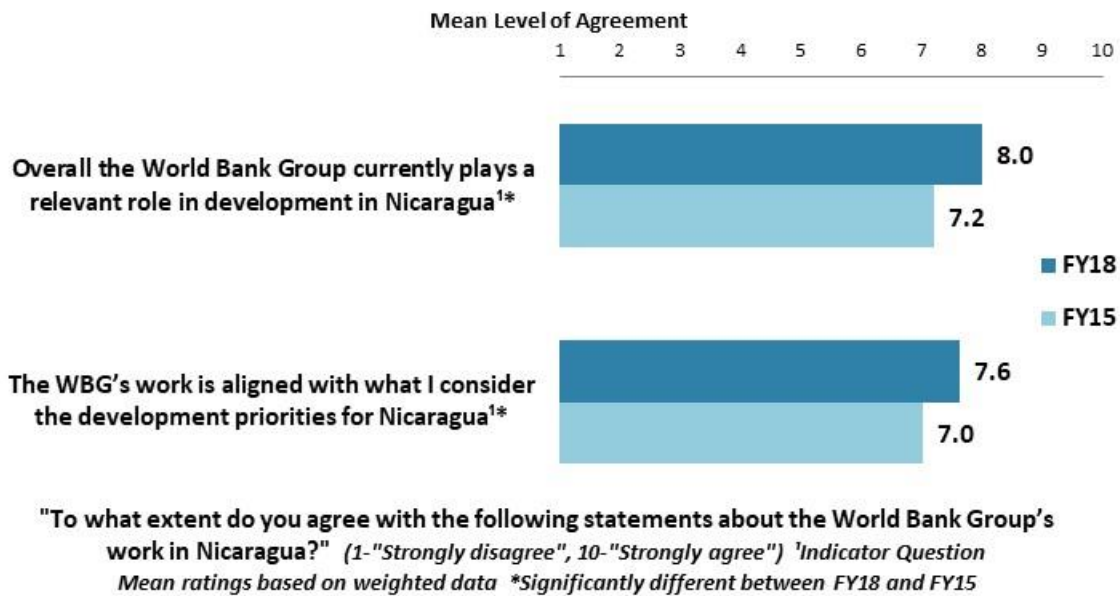 Mean Level of Agreement
1 2 3 4 5 6 7 8 9 10
Overall the World Bank Group currently plays a
relevant role in development in Nicaragua¹*
8.0
7.2
FY18
FY15
The WBG’s work is aligned with what I consider
the development priorities for Nicaragua¹*
7.6
7.0
"To what extent do you agree with the following statements about the World Bank Group’s
work in Nicaragua?" (1-"Strongly disagree", 10-"Strongly agree") ¹Indicator Question
Mean ratings based on weighted data *Significantly different between FY18 and FY15